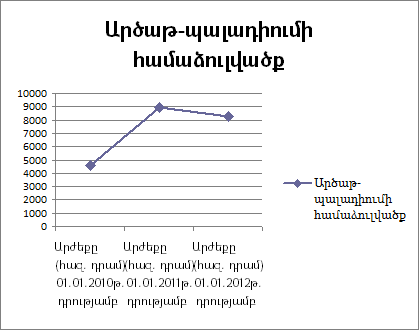 Արծաթ-պալադիումի
համաձուլվածք
10000
9000
8000
7000
6000
5000
4000
3000
2000
1000
0
Արժեքը
(հազ. դրամ)
01.01.2010թ.
դրությամբ
Արժեքը
(հազ. դրամ)
01.01.2011թ.
դրությամբ
Արժեքը
(հազ. դրամ)
01.01.2012թ.
դրությամբ
Արծաթ-
պալադիումի
համաձուլվածք